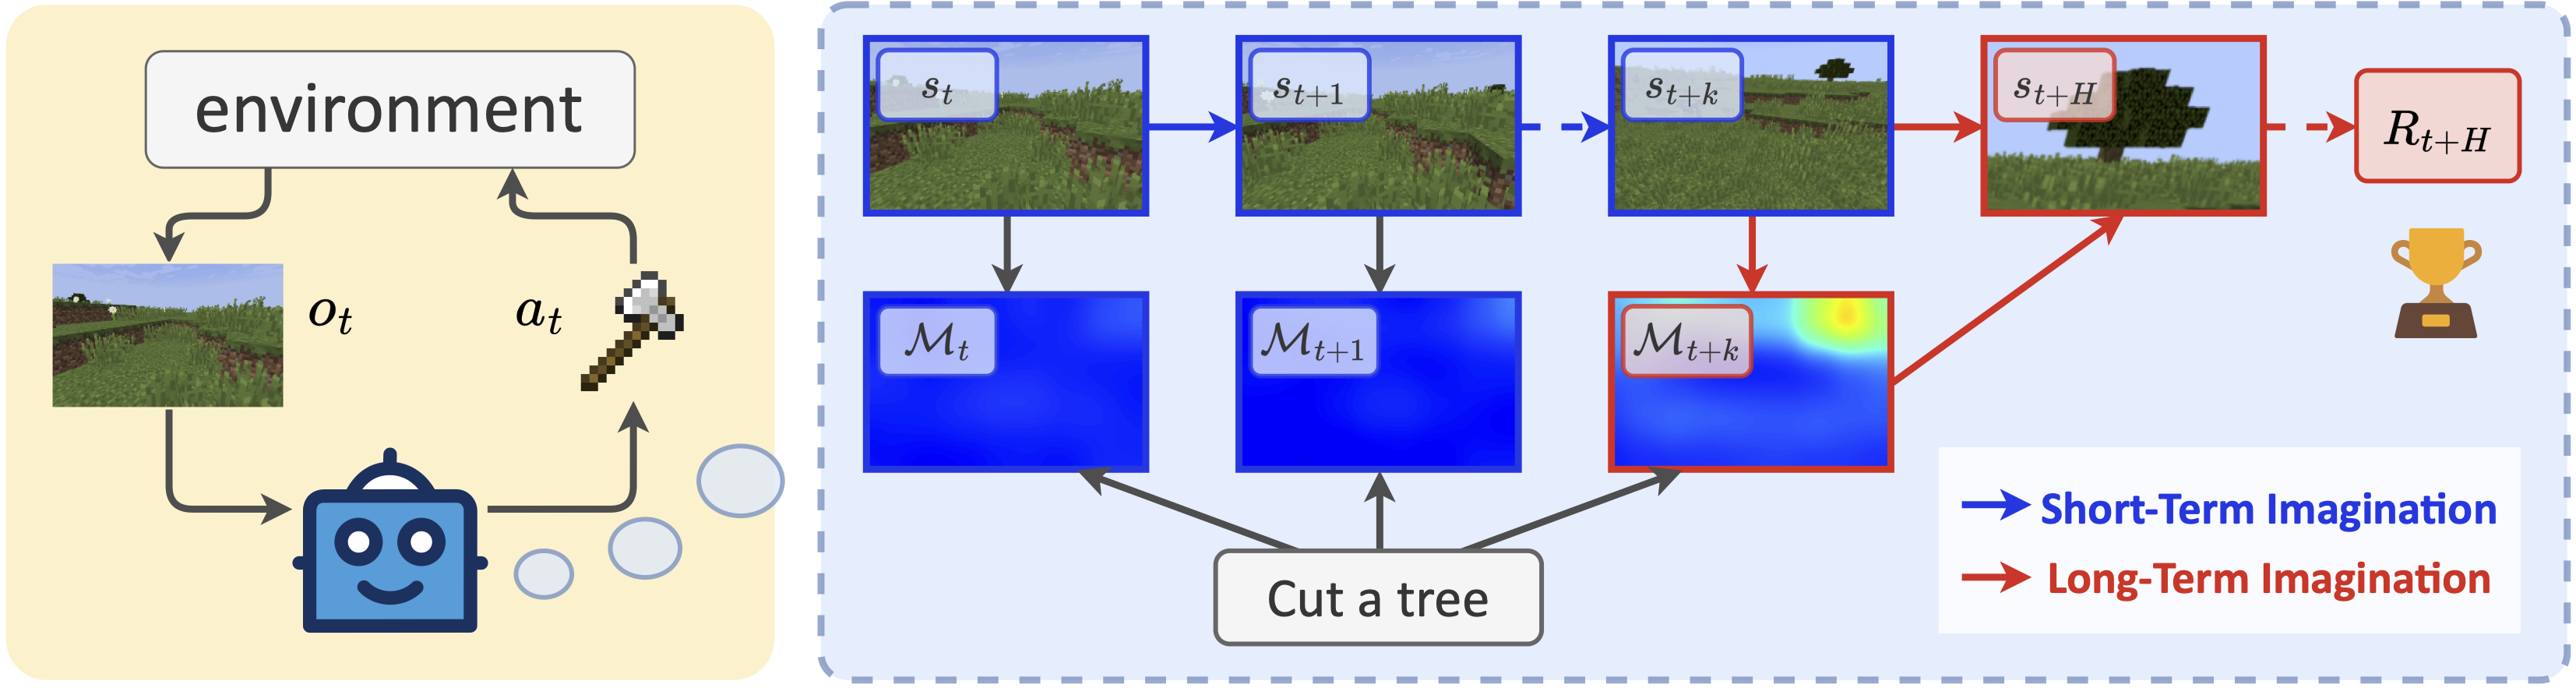 environment
o_t
a_t
s_t
s_{t+1}
s_{t+k}
s_{t+H}
R_{t+H}
\mathcal{M}_t
\mathcal{M}_{t+1}
\mathcal{M}_{t+k}
Cut a tree
Short-Term Imagination
Long-Term Imagination